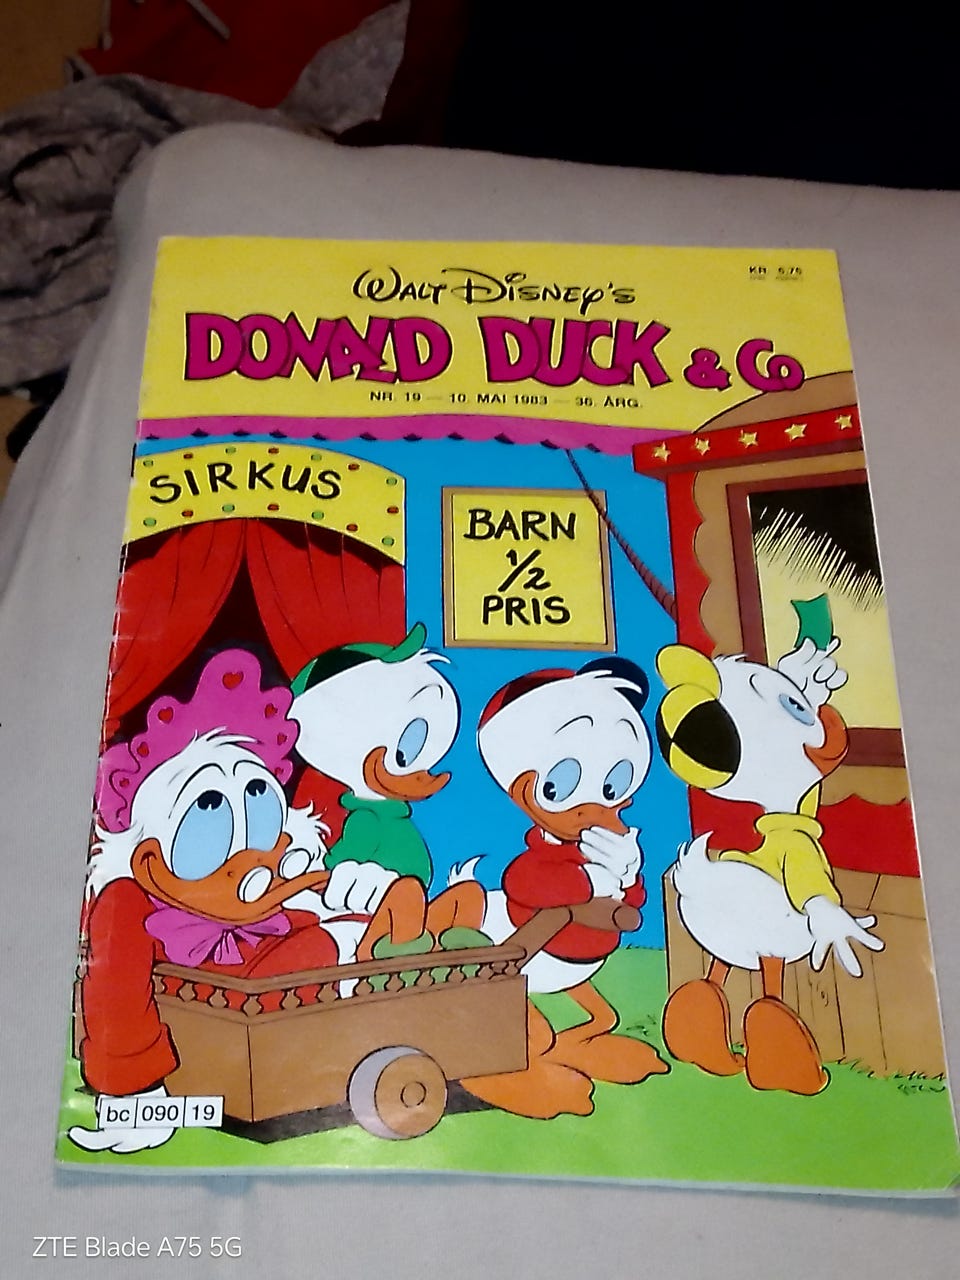 KR. 5,75
WALT DISNEY'S
DONALD DUCK & Co
NR. 19 — 10. MAI 1983 — 36. ÅRG.
SIRKUS
BARN
1/2
PRIS
bc 090 19
ZTE Blade A75 5G